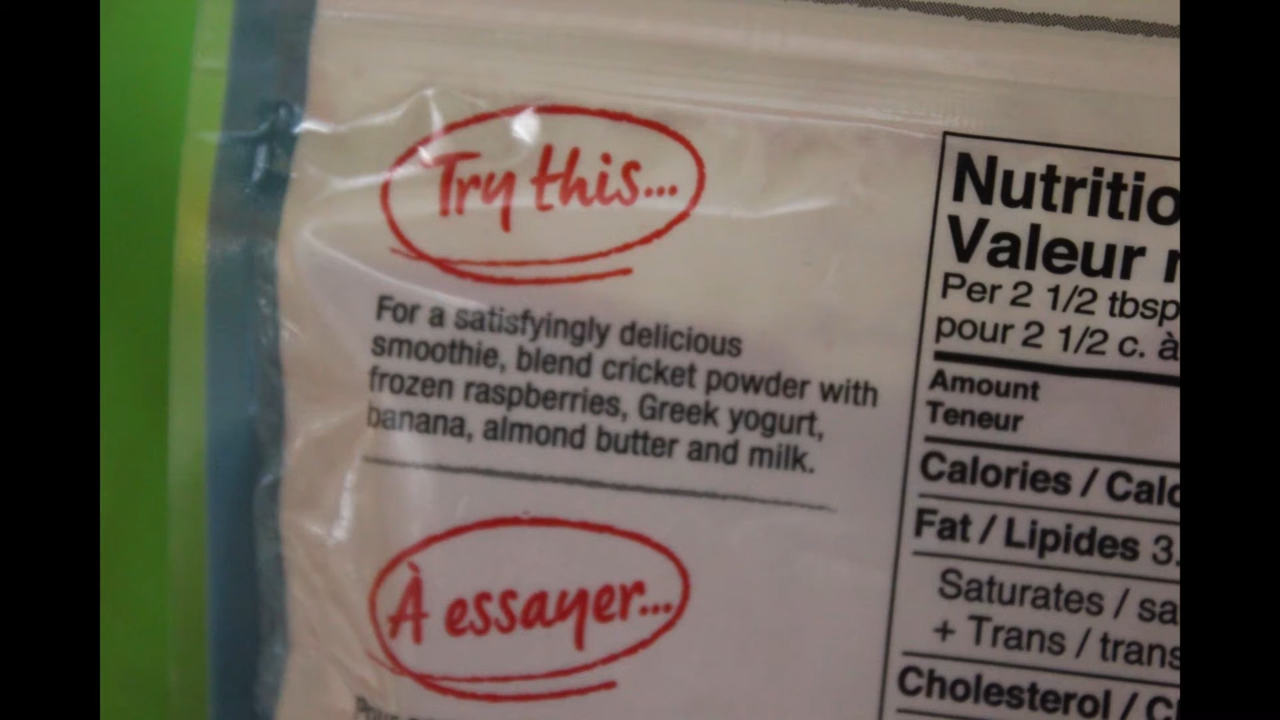 Try this...
For a satisfyingly delicious
smoothie, blend cricket powder with
frozen raspberries, Greek yogurt,
banana, almond butter and milk.
À essayer...
Nutritio
Valeur
Per 2 1/2 tbsp
pour 2 1/2 c. à
Amount
Teneur
Calories / Calo
Fat / Lipides 3.
Saturates / sa
+ Trans / trans
Cholesterol / C